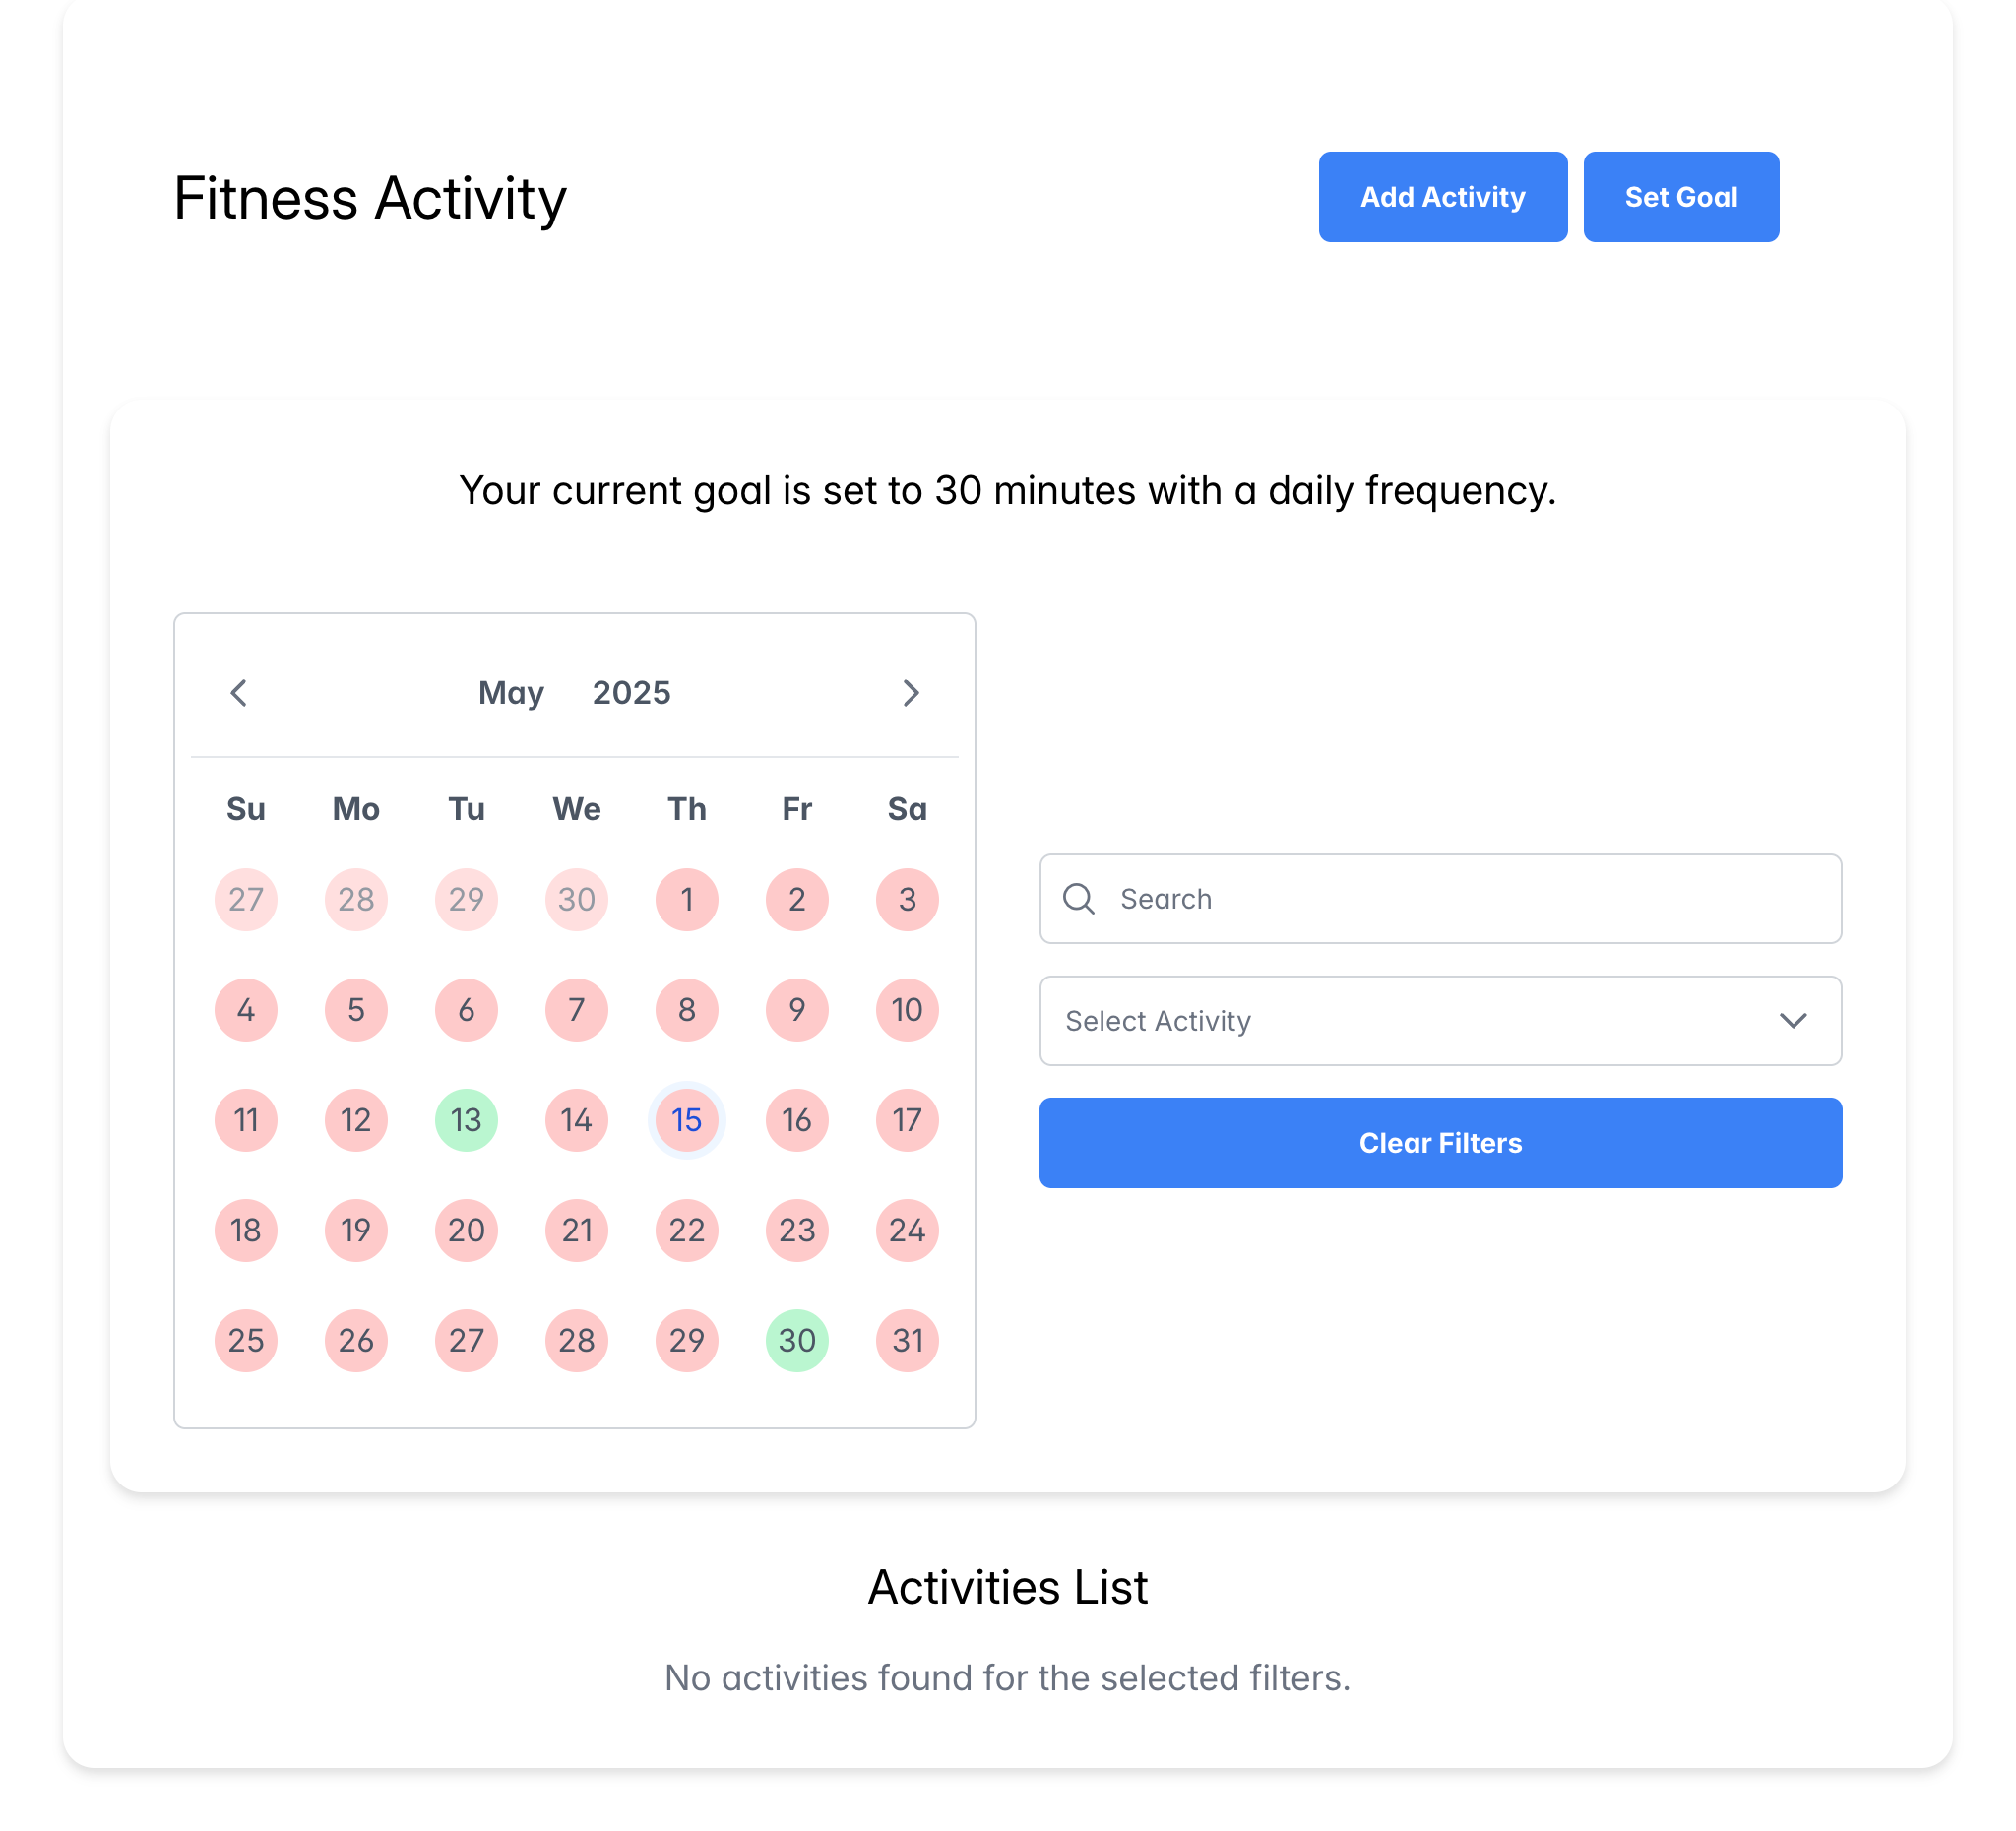 Fitness Activity
Add Activity Set Goal
Your current goal is set to 30 minutes with a daily frequency.
May 2025
Su Mo Tu We Th Fr Sa
27 28 29 30 1 2 3
4 5 6 7 8 9 10
11 12 13 14 15 16 17
18 19 20 21 22 23 24
25 26 27 28 29 30 31
Search
Select Activity
Clear Filters
Activities List
No activities found for the selected filters.